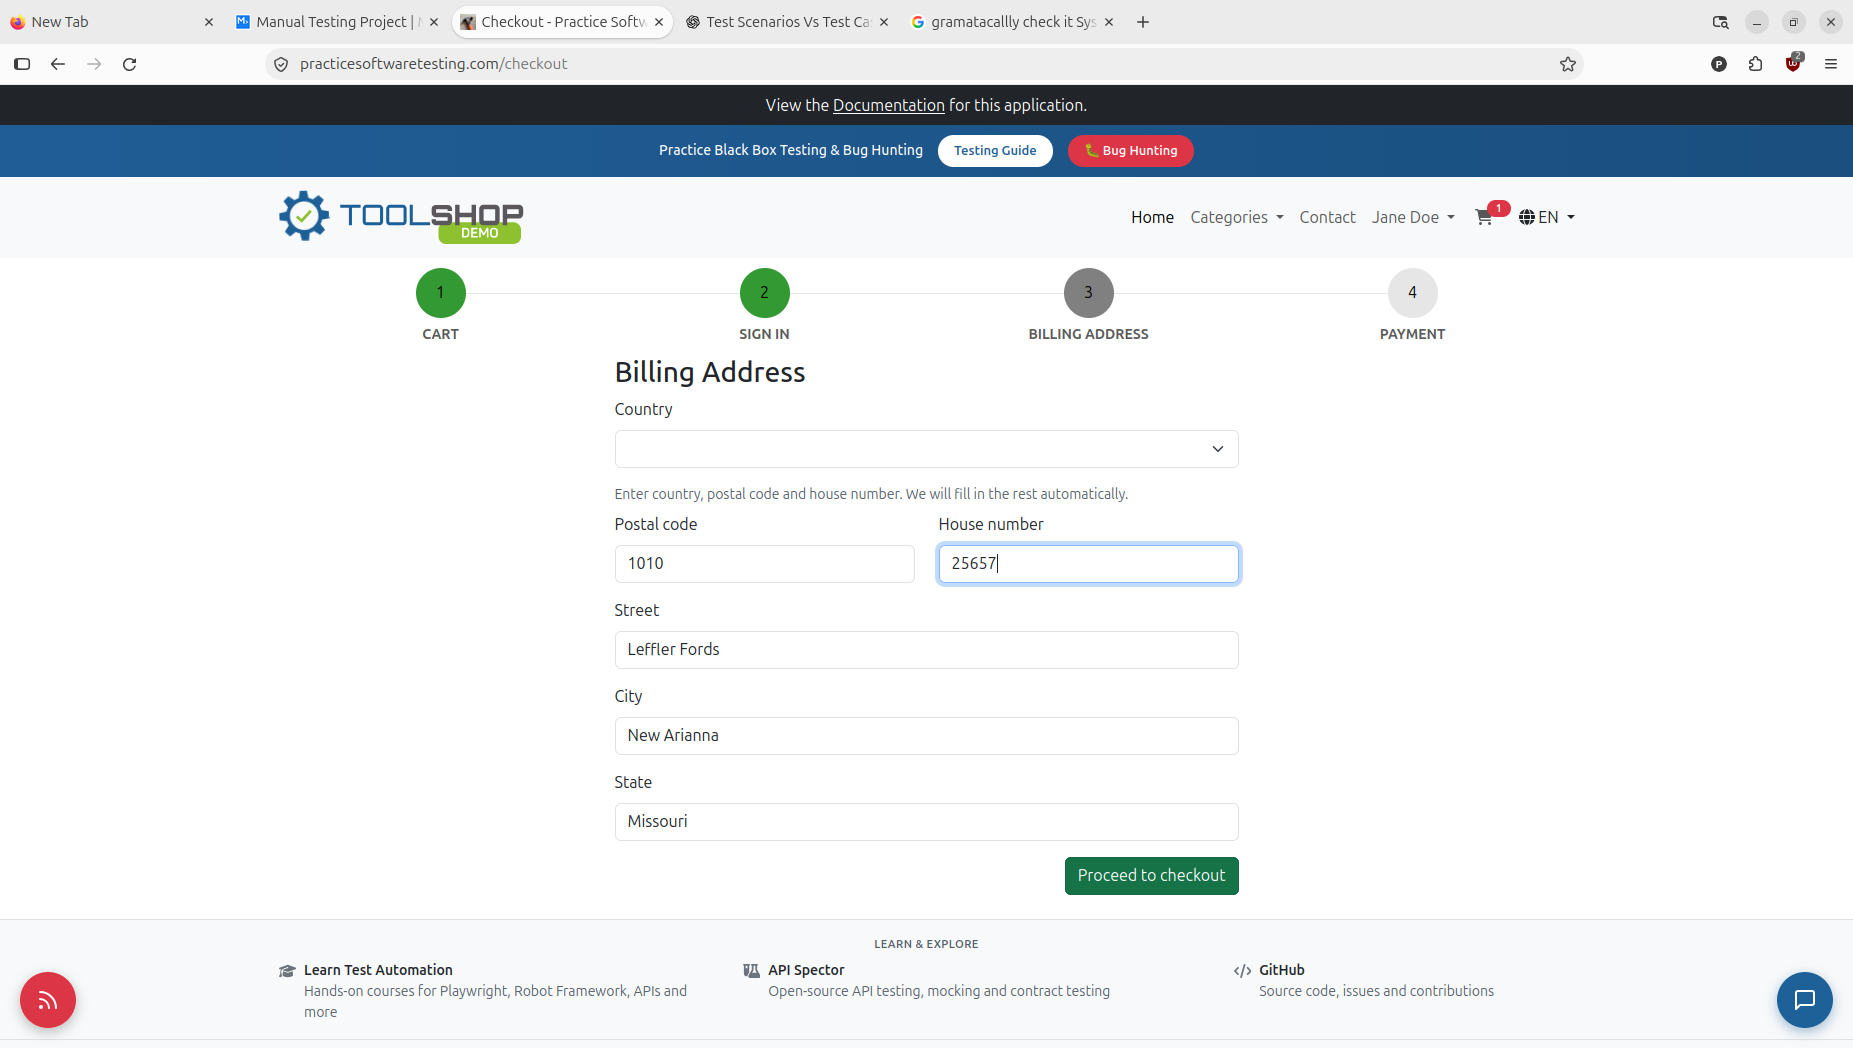 New Tab
Manual Testing Project |
Checkout - Practice Softw
Test Scenarios Vs Test Ca
gramatacallly check it Sys
practicesoftwaretesting.com/checkout
P
2
View the Documentation for this application.
Practice Black Box Testing & Bug Hunting
Testing Guide
Bug Hunting
TOOLSHOP
DEMO
Home
Categories
Contact
Jane Doe
1
EN
1
2
3
4
CART
SIGN IN
BILLING ADDRESS
PAYMENT
Billing Address
Country
Enter country, postal code and house number. We will fill in the rest automatically.
Postal code
House number
1010
25657
Street
Leffler Fords
City
New Arianna
State
Missouri
Proceed to checkout
LEARN & EXPLORE
Learn Test Automation
Hands-on courses for Playwright, Robot Framework, APIs and
more
API Spector
Open-source API testing, mocking and contract testing
GitHub
Source code, issues and contributions